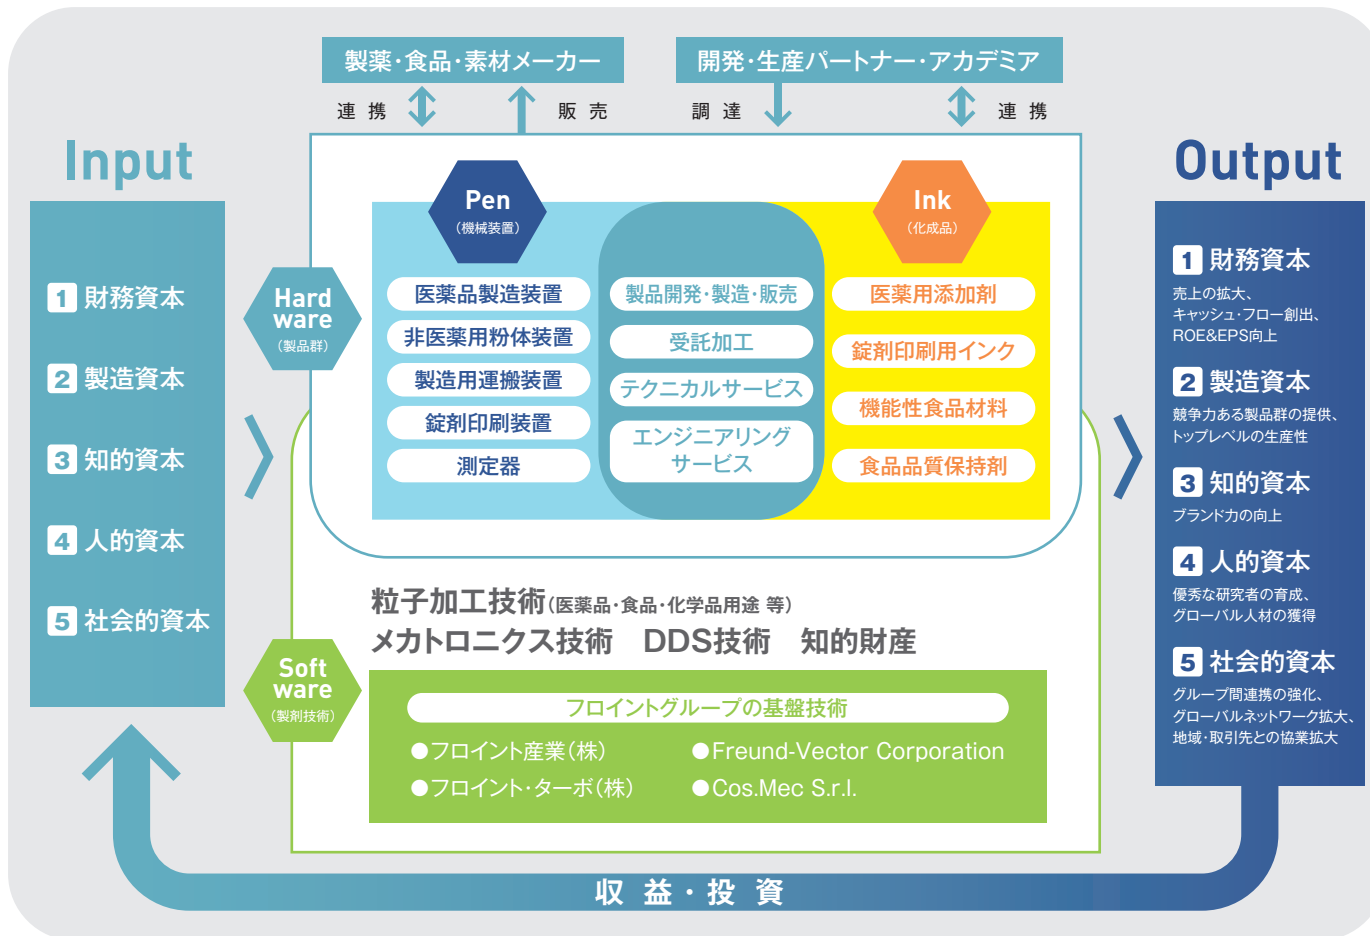 製薬・食品・素材メーカー
開発・生産パートナー・アカデミア
連携
販売
調達
連携
Input
1 財務資本
2 製造資本
3 知的資本
4 人的資本
5 社会的資本
Hard
ware
(製品群)
Pen
(機械装置)
医薬品製造装置
非医薬用粉体装置
製造用運搬装置
錠剤印刷装置
測定器
製品開発・製造・販売
受託加工
テクニカルサービス
エンジニアリング
サービス
Ink
(化成品)
医薬用添加剤
錠剤印刷用インク
機能性食品材料
食品品質保持剤
粒子加工技術(医薬品・食品・化学品用途 等)
メカトロニクス技術 DDS技術 知的財産
Soft
ware
(製剤技術)
フロイントグループの基盤技術
●フロイント産業(株)
●Freund-Vector Corporation
●フロイント・ターボ(株)
●Cos.Mec S.r.l.
Output
1 財務資本
売上の拡大、
キャッシュ・フロー創出、
ROE&EPS向上
2 製造資本
競争力ある製品群の提供、
トップレベルの生産性
3 知的資本
ブランド力の向上
4 人的資本
優秀な研究者の育成、
グローバル人材の獲得
5 社会的資本
グループ間連携の強化、
グローバルネットワーク拡大、
地域・取引先との協業拡大
収益・投資